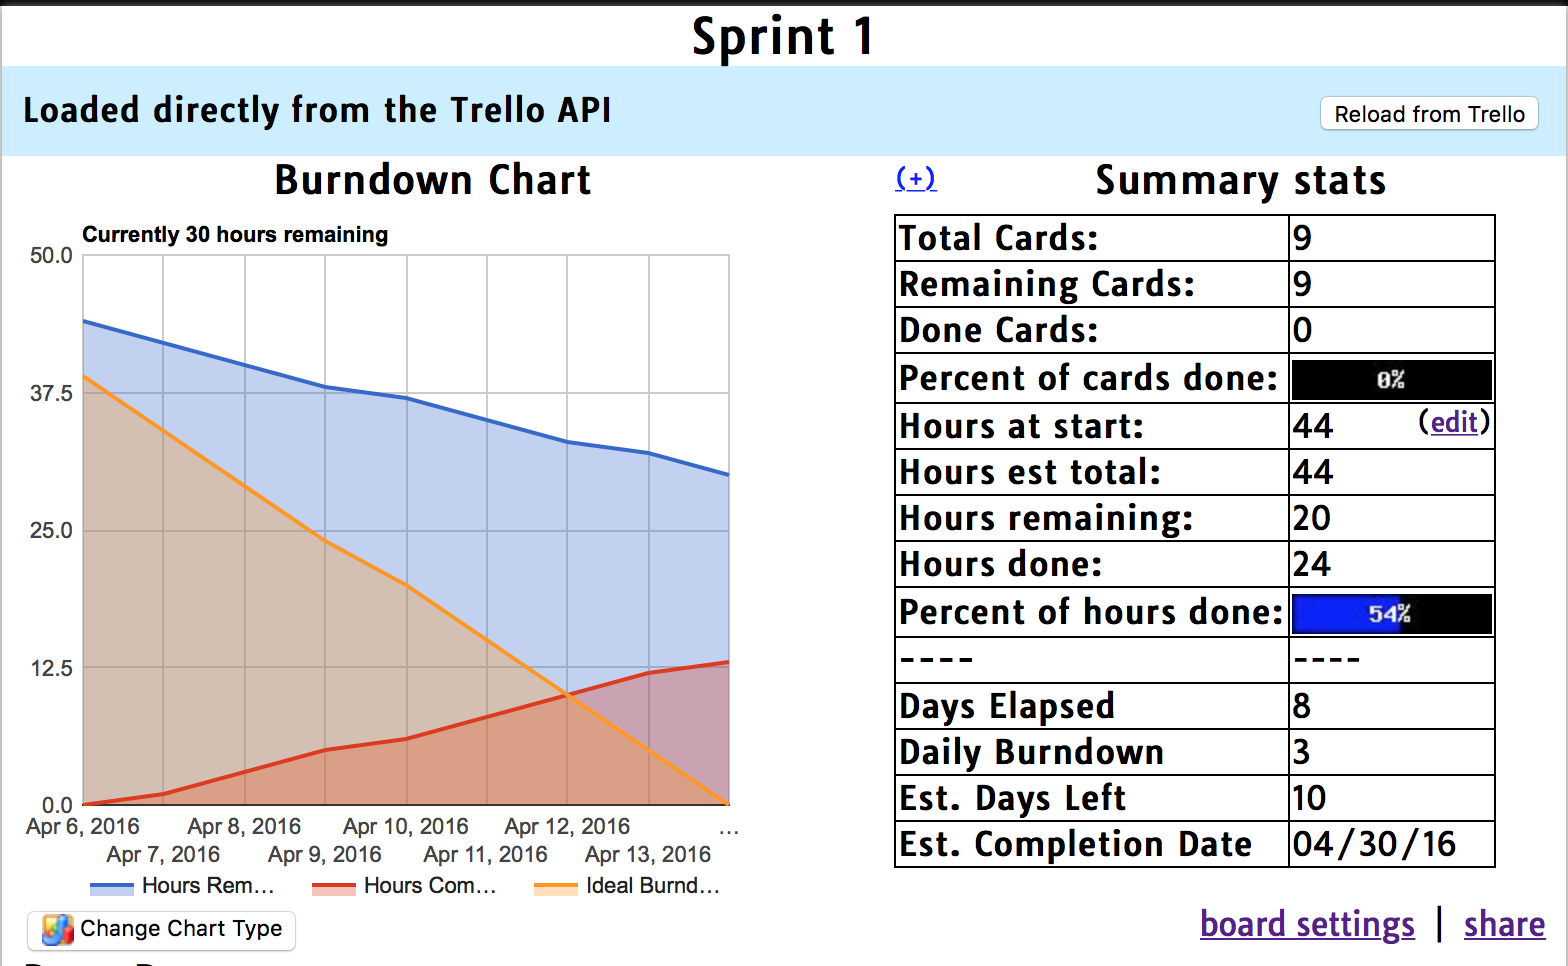 Sprint 1
Loaded directly from the Trello API
Reload from Trello
Burndown Chart
Currently 30 hours remaining
50.0
37.5
25.0
12.5
0.0
Apr 6, 2016
Apr 7, 2016
Apr 8, 2016
Apr 9, 2016
Apr 10, 2016
Apr 11, 2016
Apr 12, 2016
Apr 13, 2016
...
Hours Rem...
Hours Com...
Ideal Burnd...
Change Chart Type
(+)
Summary stats
Total Cards: 9
Remaining Cards: 9
Done Cards: 0
Percent of cards done: 0%
Hours at start: 44 (edit)
Hours est total: 44
Hours remaining: 20
Hours done: 24
Percent of hours done: 54%
---- ----
Days Elapsed 8
Daily Burndown 3
Est. Days Left 10
Est. Completion Date 04/30/16
board settings | share